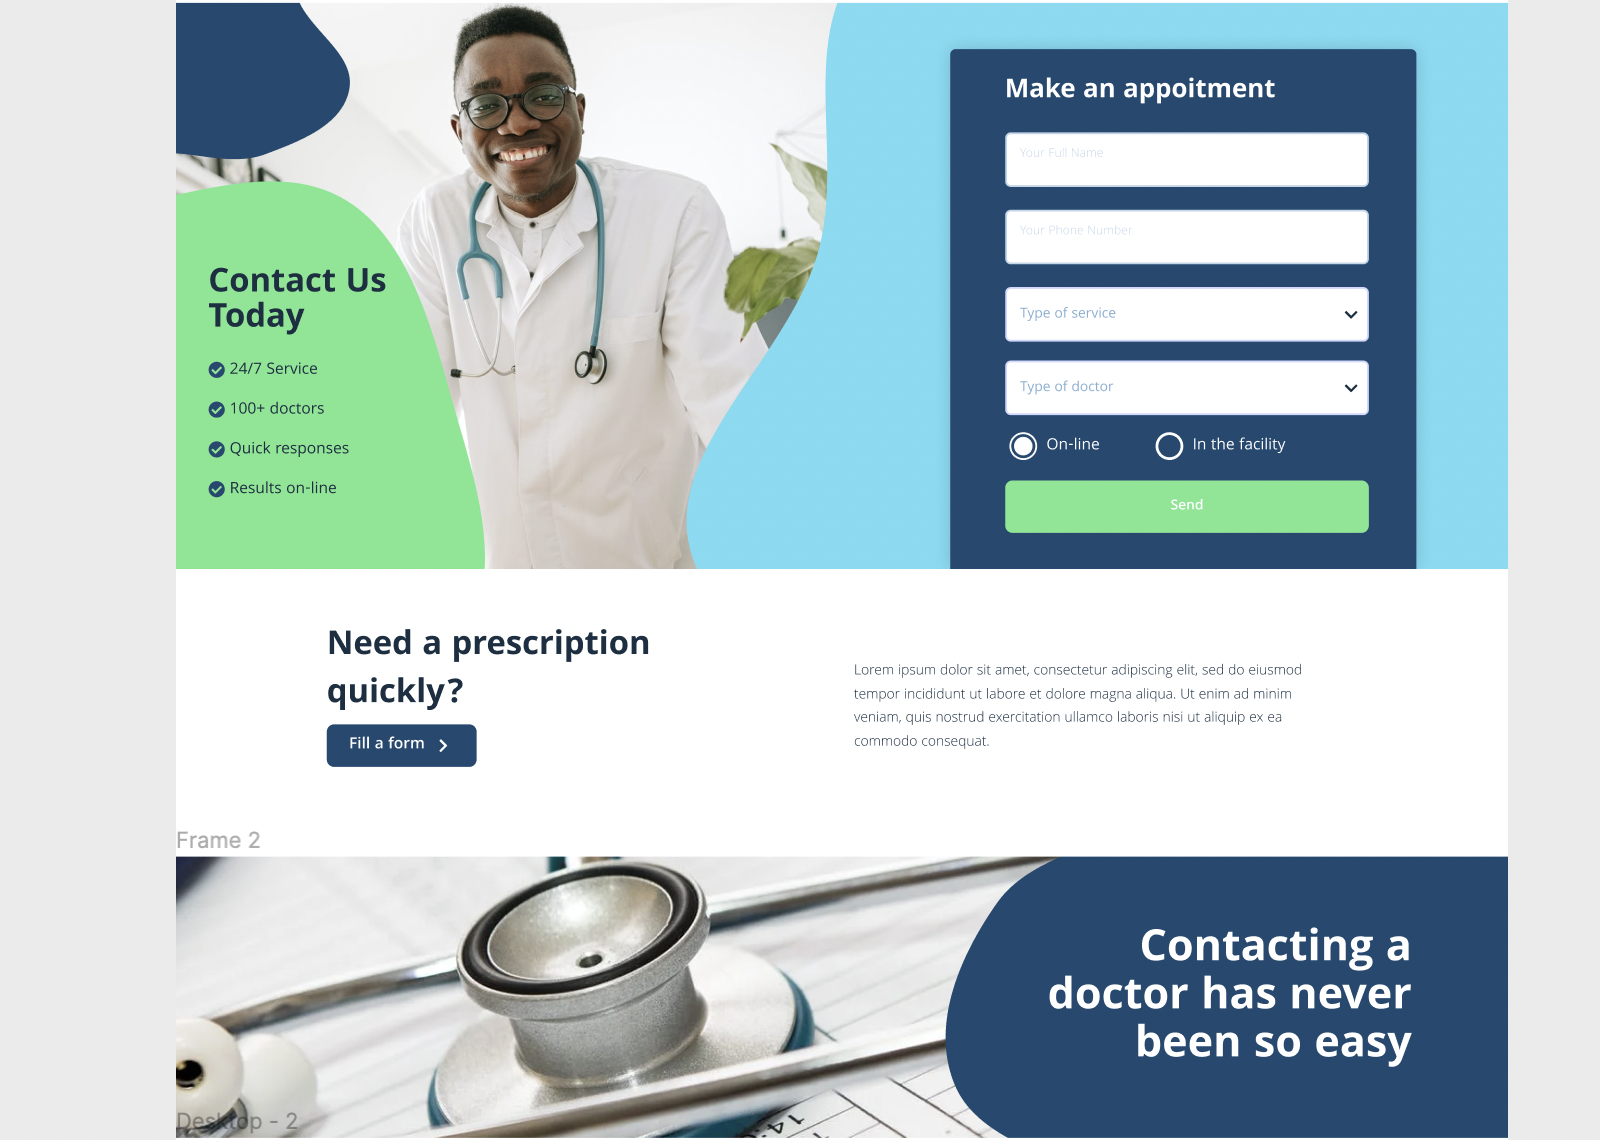 Contact Us
Today
24/7 Service
100+ doctors
Quick responses
Results on-line
Make an appoitment
Your Full Name
Your Phone Number
Type of service
Type of doctor
On-line
In the facility
Send
Need a prescription
quickly?
Fill a form
Lorem ipsum dolor sit amet, consectetur adipiscing elit, sed do eiusmod
tempor incididunt ut labore et dolore magna aliqua. Ut enim ad minim
veniam, quis nostrud exercitation ullamco laboris nisi ut aliquip ex ea
commodo consequat.
Frame 2
Contacting a
doctor has never
been so easy
Desktop - 2